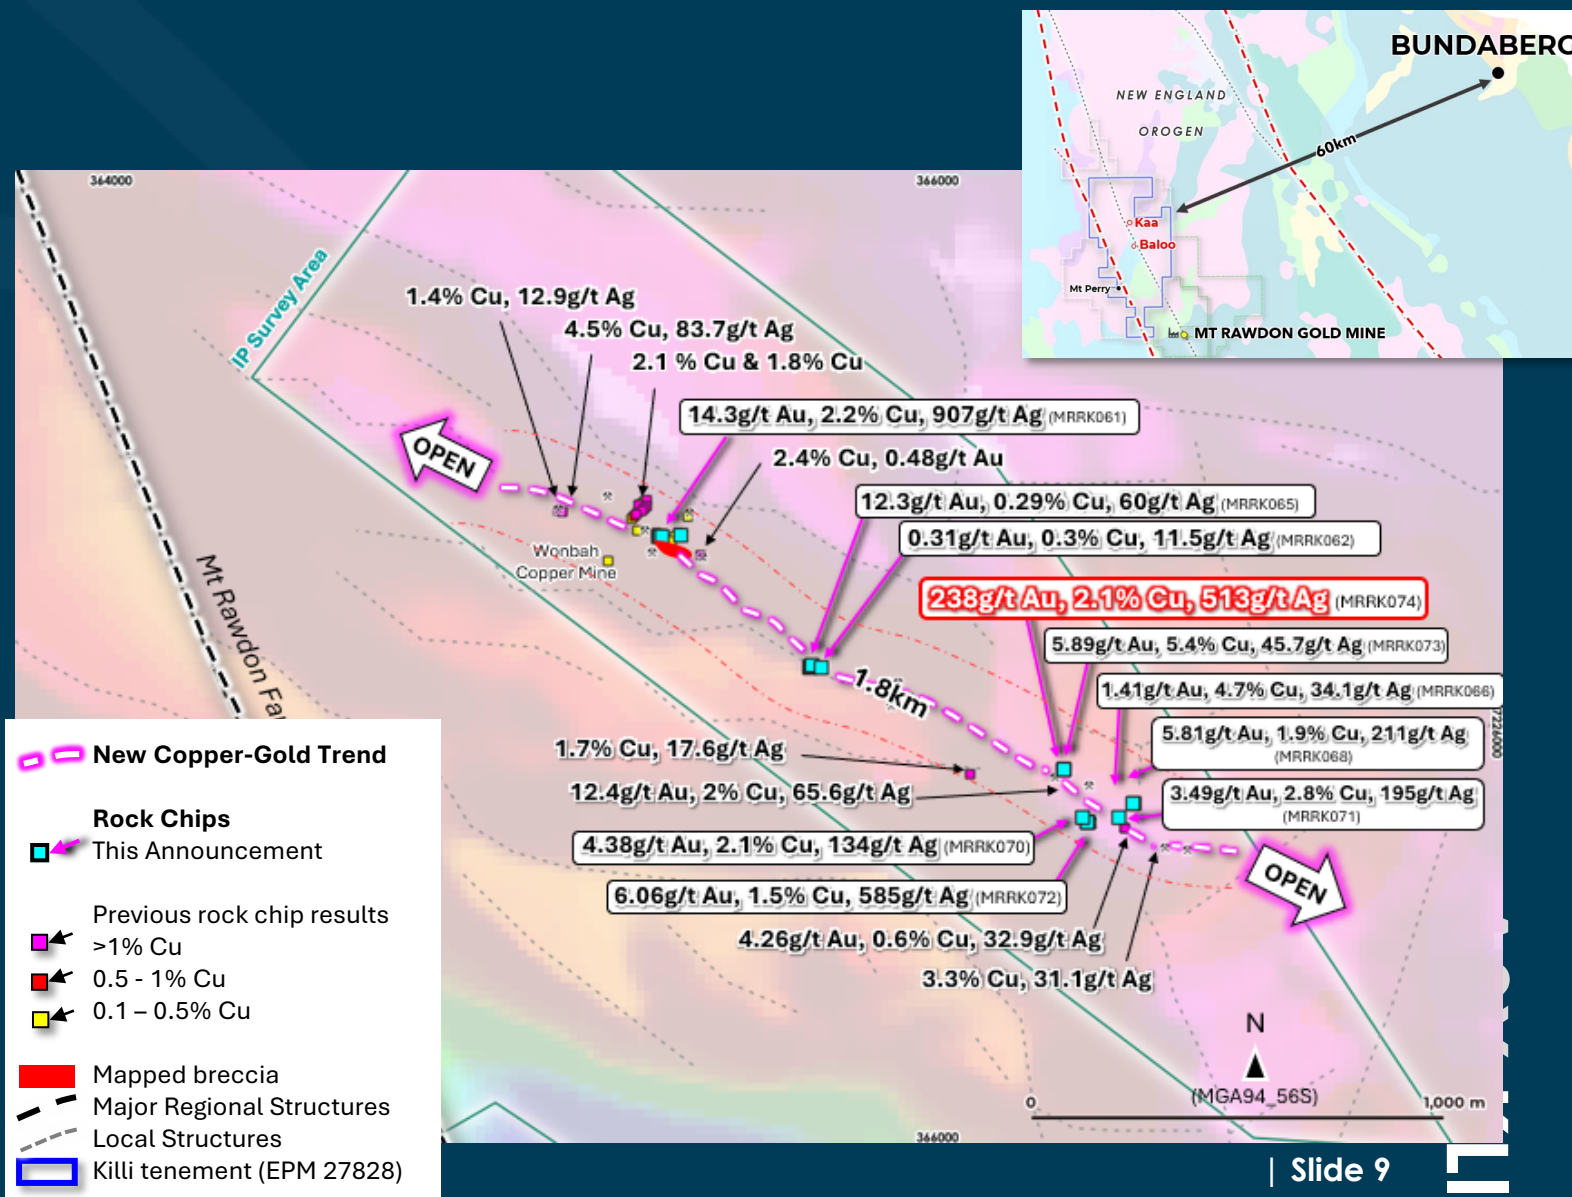 BUNDABERG
NEW ENGLAND
OROGEN
60km
Kaa
Baloo
Mt Perry
MT RAWDON GOLD MINE
364000
366000
IP Survey Area
1.4% Cu, 12.9g/t Ag
4.5% Cu, 83.7g/t Ag
2.1 % Cu & 1.8% Cu
14.3g/t Au, 2.2% Cu, 907g/t Ag (MRRK061)
OPEN
2.4% Cu, 0.48g/t Au
12.3g/t Au, 0.29% Cu, 60g/t Ag (MRRK065)
0.31g/t Au, 0.3% Cu, 11.5g/t Ag (MRRK062)
Wonbah
Copper Mine
238g/t Au, 2.1% Cu, 513g/t Ag (MRRK074)
5.89g/t Au, 5.4% Cu, 45.7g/t Ag (MRRK073)
1.41g/t Au, 4.7% Cu, 34.1g/t Ag (MRRK066)
1.8km
Mt Rawdon Fau
7226000
5.81g/t Au, 1.9% Cu, 211g/t Ag
(MRRK068)
1.7% Cu, 17.6g/t Ag
12.4g/t Au, 2% Cu, 65.6g/t Ag
3.49g/t Au, 2.8% Cu, 195g/t Ag
(MRRK071)
4.38g/t Au, 2.1% Cu, 134g/t Ag (MRRK070)
OPEN
6.06g/t Au, 1.5% Cu, 585g/t Ag (MRRK072)
4.26g/t Au, 0.6% Cu, 32.9g/t Ag
3.3% Cu, 31.1g/t Ag
New Copper-Gold Trend
Rock Chips
This Announcement
Previous rock chip results
>1% Cu
0.5 - 1% Cu
0.1 – 0.5% Cu
Mapped breccia
Major Regional Structures
Local Structures
Killi tenement (EPM 27828)
N
(MGA94_56S)
0
1,000 m
366000
| Slide 9